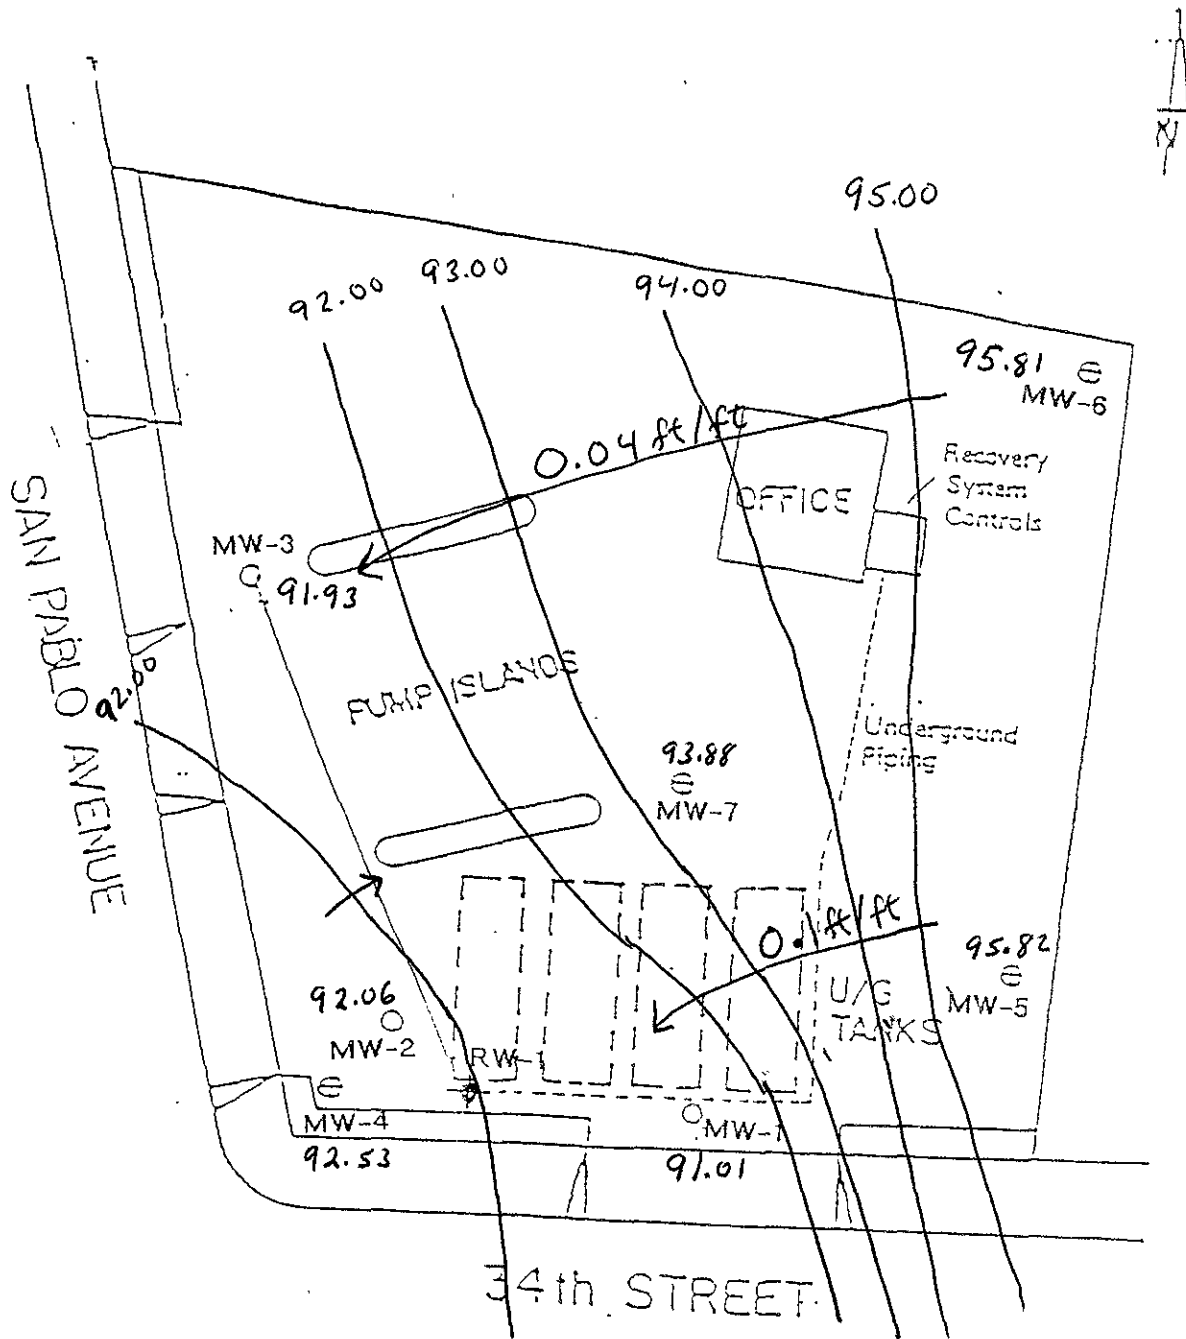 95.00
93.00
94.00
92.00
95.81
MW-6
0.04 ft/ft
Recovery
System
Controls
OFFICE
MW-3
91.93
SAN PABLO AVENUE
PUMP ISLANDS
92.00
Underground
Piping
93.88
MW-7
0.1 ft/ft
95.82
MW-5
U/G
TANKS
92.06
MW-2
RW-1
MW-4
92.53
MW-1
91.01
34th STREET